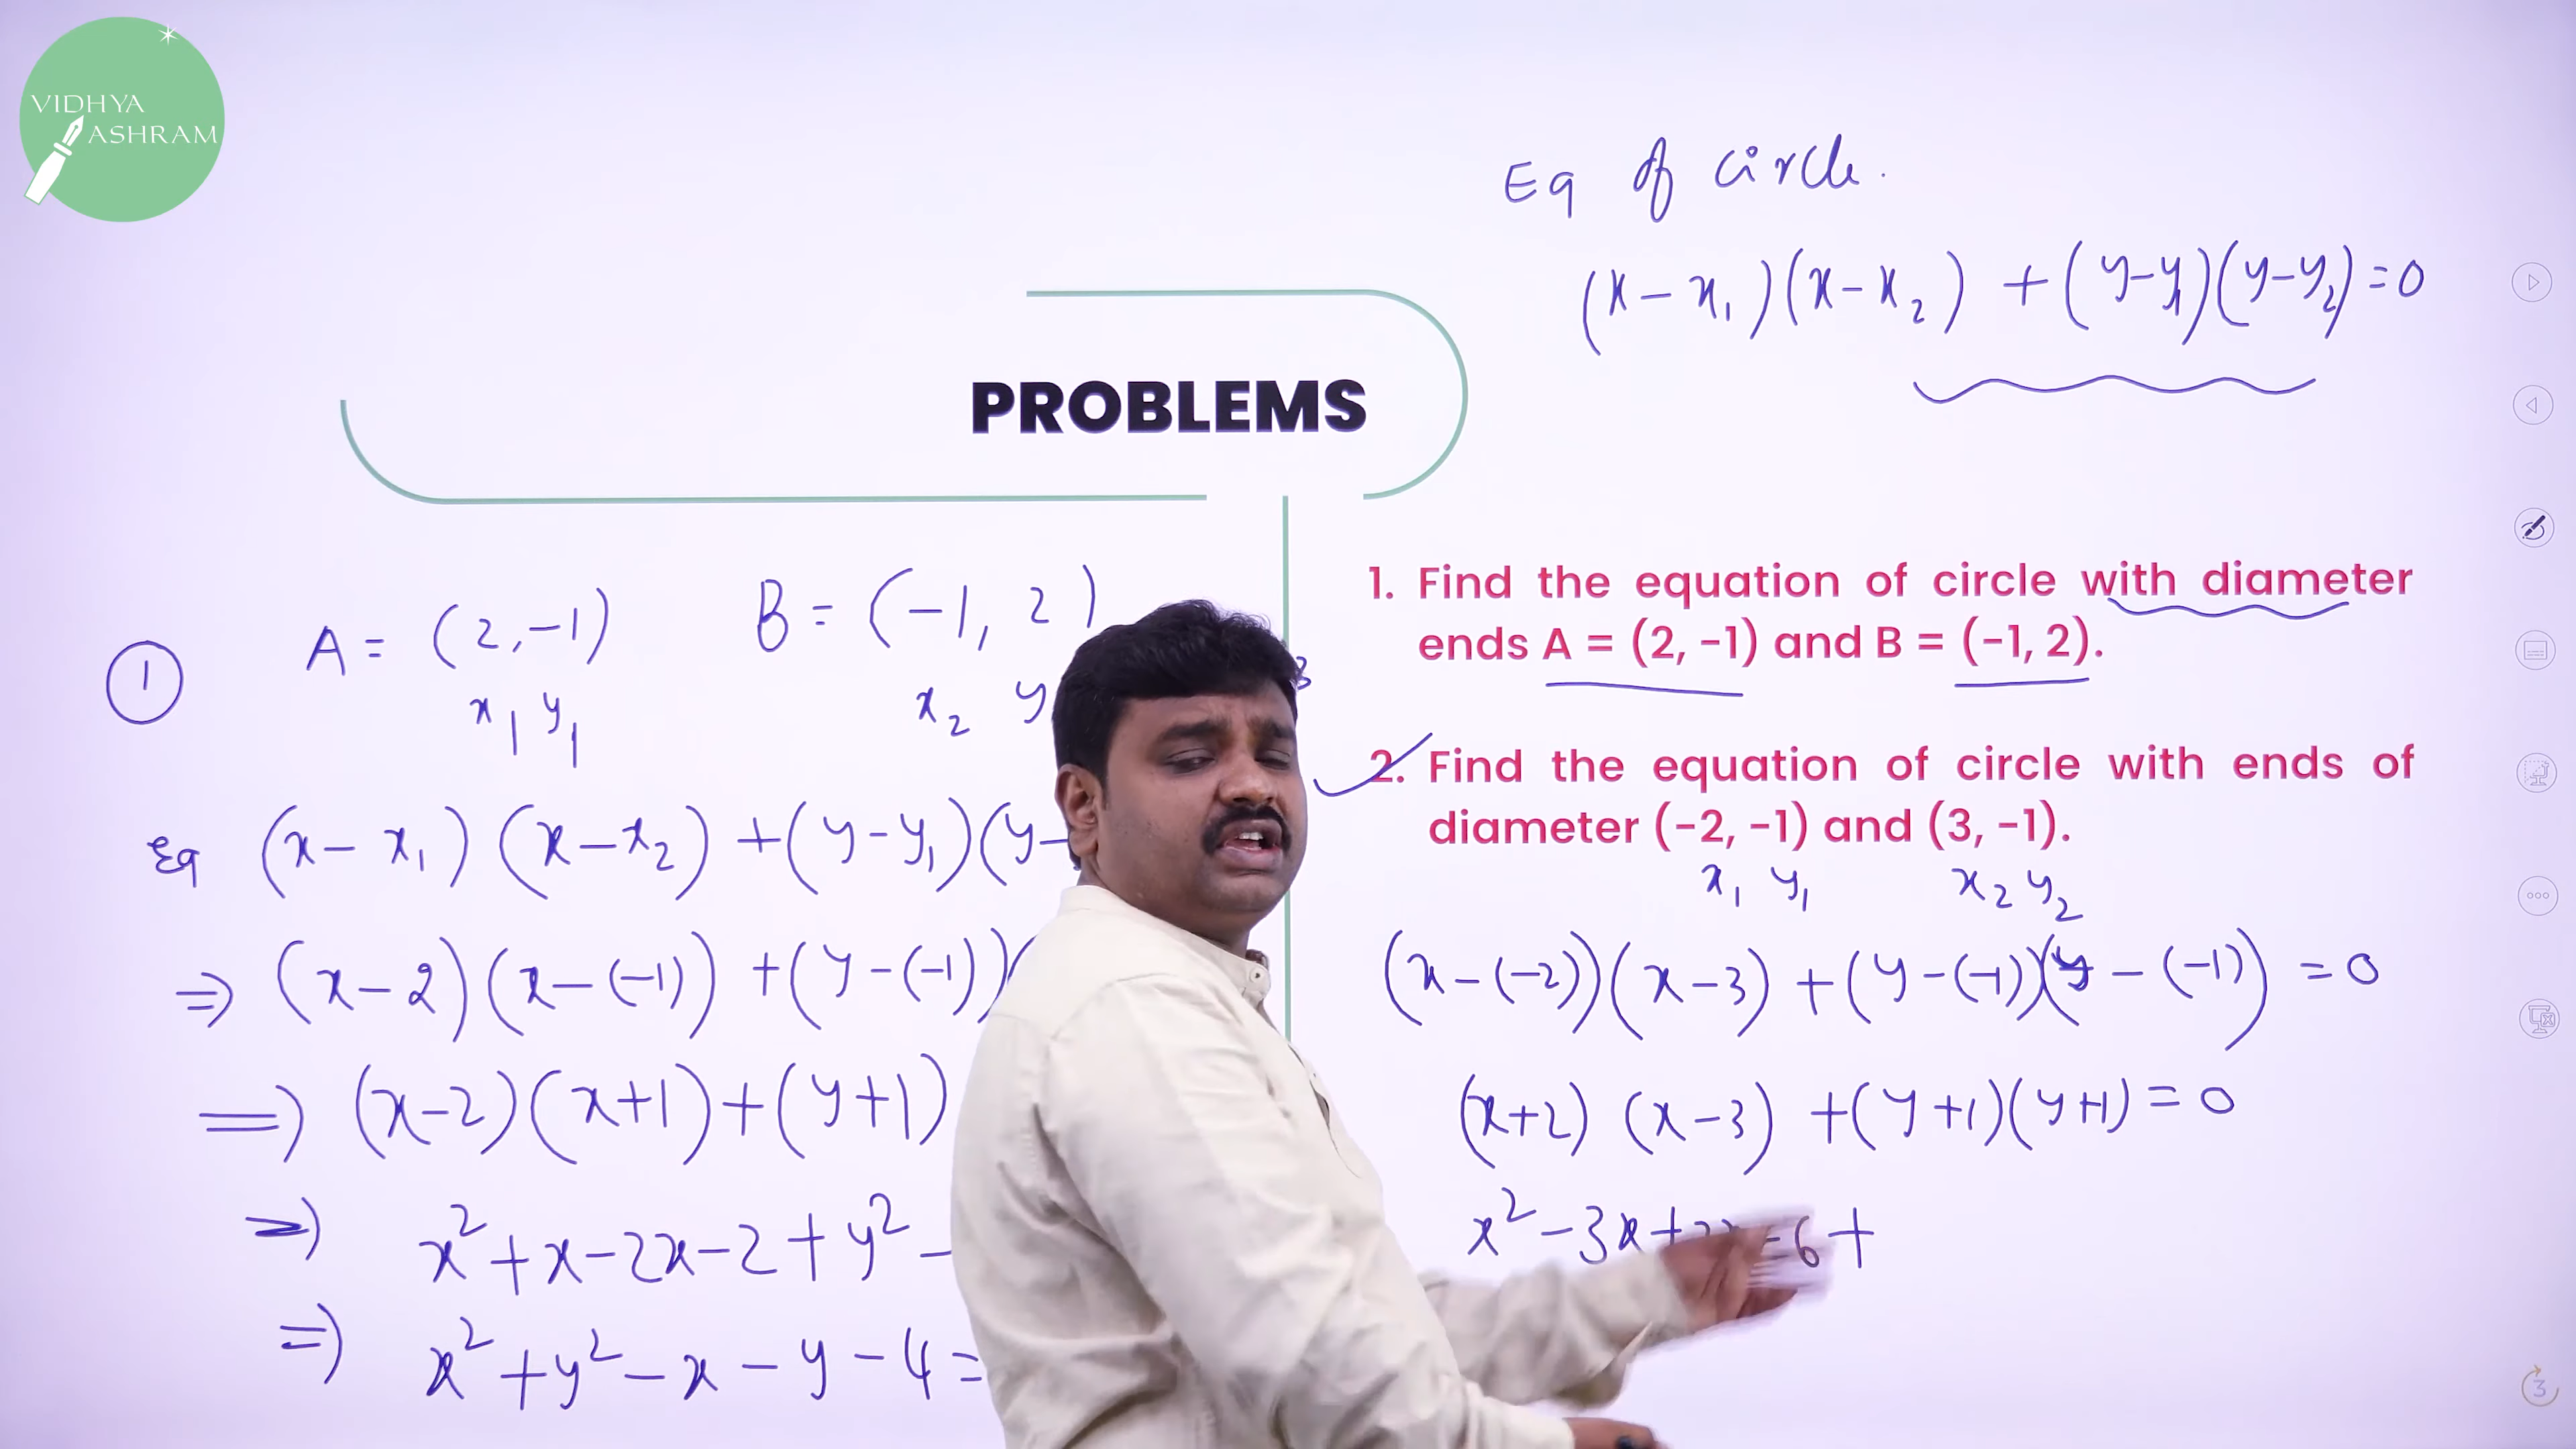 VIDHYA
ASHRAM
Eq of circle.
(x - x₁)(x - x₂) + (y-y₁)(y-y₂) = 0
PROBLEMS
1. Find the equation of circle with diameter
ends A = (2, -1) and B = (-1, 2).
2. Find the equation of circle with ends of
diameter (-2, -1) and (3, -1).
x₁ y₁ x₂ y₂
(x-(-2))(x-3) + (y-(-1))(y-(-1)) = 0
(x+2) (x-3) + (y+1)(y+1) = 0
x² - 3x + - 6 +
① A = (2, -1) B = (-1, 2)
x₁ y₁ x₂ y
Eq (x - x₁) (x - x₂) + (y - y₁)(y-
⇒ (x-2)(x-(-1)) + (y-(-1))(
⇒ (x-2)(x+1) + (y+1)
⇒ x² + x - 2x - 2 + y² -
⇒ x² + y² - x - y - 4 =
3